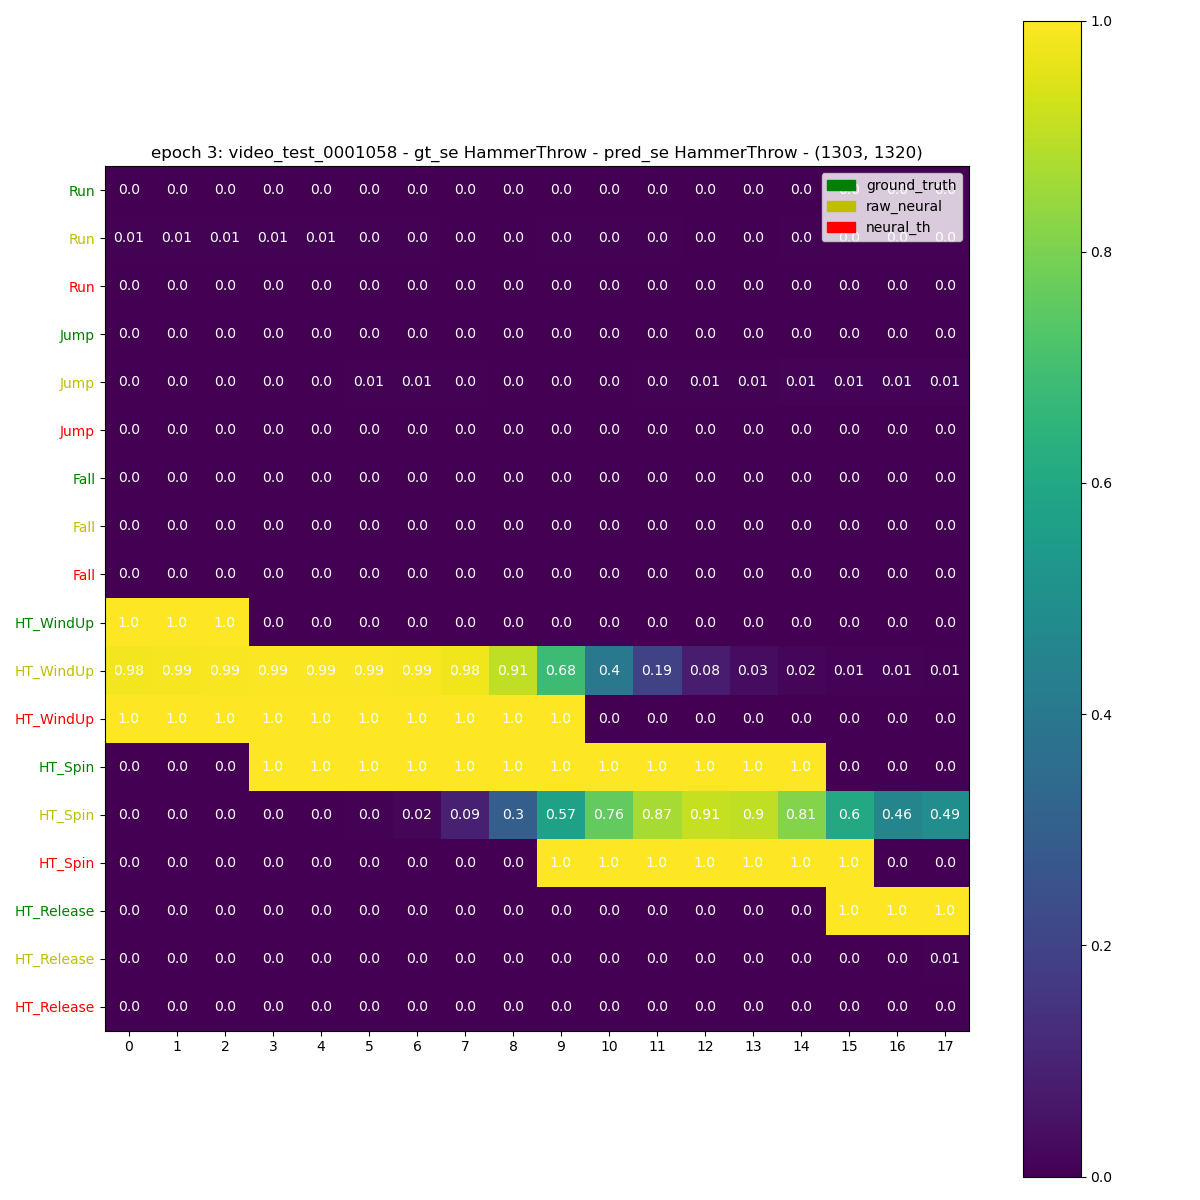 epoch 3: video_test_0001058 - gt_se HammerThrow - pred_se HammerThrow - (1303, 1320)
ground_truth
raw_neural
neural_th
Run 0.0 0.0 0.0 0.0 0.0 0.0 0.0 0.0 0.0 0.0 0.0 0.0 0.0 0.0 0.0 0.0 0.0 0.0
Run 0.01 0.01 0.01 0.01 0.01 0.0 0.0 0.0 0.0 0.0 0.0 0.0 0.0 0.0 0.0 0.0 0.0 0.0
Run 0.0 0.0 0.0 0.0 0.0 0.0 0.0 0.0 0.0 0.0 0.0 0.0 0.0 0.0 0.0 0.0 0.0 0.0
Jump 0.0 0.0 0.0 0.0 0.0 0.0 0.0 0.0 0.0 0.0 0.0 0.0 0.0 0.0 0.0 0.0 0.0 0.0
Jump 0.0 0.0 0.0 0.0 0.0 0.01 0.01 0.0 0.0 0.0 0.0 0.0 0.01 0.01 0.01 0.01 0.01 0.01
Jump 0.0 0.0 0.0 0.0 0.0 0.0 0.0 0.0 0.0 0.0 0.0 0.0 0.0 0.0 0.0 0.0 0.0 0.0
Fall 0.0 0.0 0.0 0.0 0.0 0.0 0.0 0.0 0.0 0.0 0.0 0.0 0.0 0.0 0.0 0.0 0.0 0.0
Fall 0.0 0.0 0.0 0.0 0.0 0.0 0.0 0.0 0.0 0.0 0.0 0.0 0.0 0.0 0.0 0.0 0.0 0.0
Fall 0.0 0.0 0.0 0.0 0.0 0.0 0.0 0.0 0.0 0.0 0.0 0.0 0.0 0.0 0.0 0.0 0.0 0.0
HT_WindUp 1.0 1.0 1.0 0.0 0.0 0.0 0.0 0.0 0.0 0.0 0.0 0.0 0.0 0.0 0.0 0.0 0.0 0.0
HT_WindUp 0.98 0.99 0.99 0.99 0.99 0.99 0.99 0.98 0.91 0.68 0.4 0.19 0.08 0.03 0.02 0.01 0.01 0.01
HT_WindUp 1.0 1.0 1.0 1.0 1.0 1.0 1.0 1.0 1.0 1.0 0.0 0.0 0.0 0.0 0.0 0.0 0.0 0.0
HT_Spin 0.0 0.0 0.0 1.0 1.0 1.0 1.0 1.0 1.0 1.0 1.0 1.0 1.0 1.0 1.0 0.0 0.0 0.0
HT_Spin 0.0 0.0 0.0 0.0 0.0 0.0 0.02 0.09 0.3 0.57 0.76 0.87 0.91 0.9 0.81 0.6 0.46 0.49
HT_Spin 0.0 0.0 0.0 0.0 0.0 0.0 0.0 0.0 0.0 1.0 1.0 1.0 1.0 1.0 1.0 1.0 0.0 0.0
HT_Release 0.0 0.0 0.0 0.0 0.0 0.0 0.0 0.0 0.0 0.0 0.0 0.0 0.0 0.0 0.0 1.0 1.0 1.0
HT_Release 0.0 0.0 0.0 0.0 0.0 0.0 0.0 0.0 0.0 0.0 0.0 0.0 0.0 0.0 0.0 0.0 0.0 0.01
HT_Release 0.0 0.0 0.0 0.0 0.0 0.0 0.0 0.0 0.0 0.0 0.0 0.0 0.0 0.0 0.0 0.0 0.0 0.0
0 1 2 3 4 5 6 7 8 9 10 11 12 13 14 15 16 17
1.0
0.8
0.6
0.4
0.2
0.0